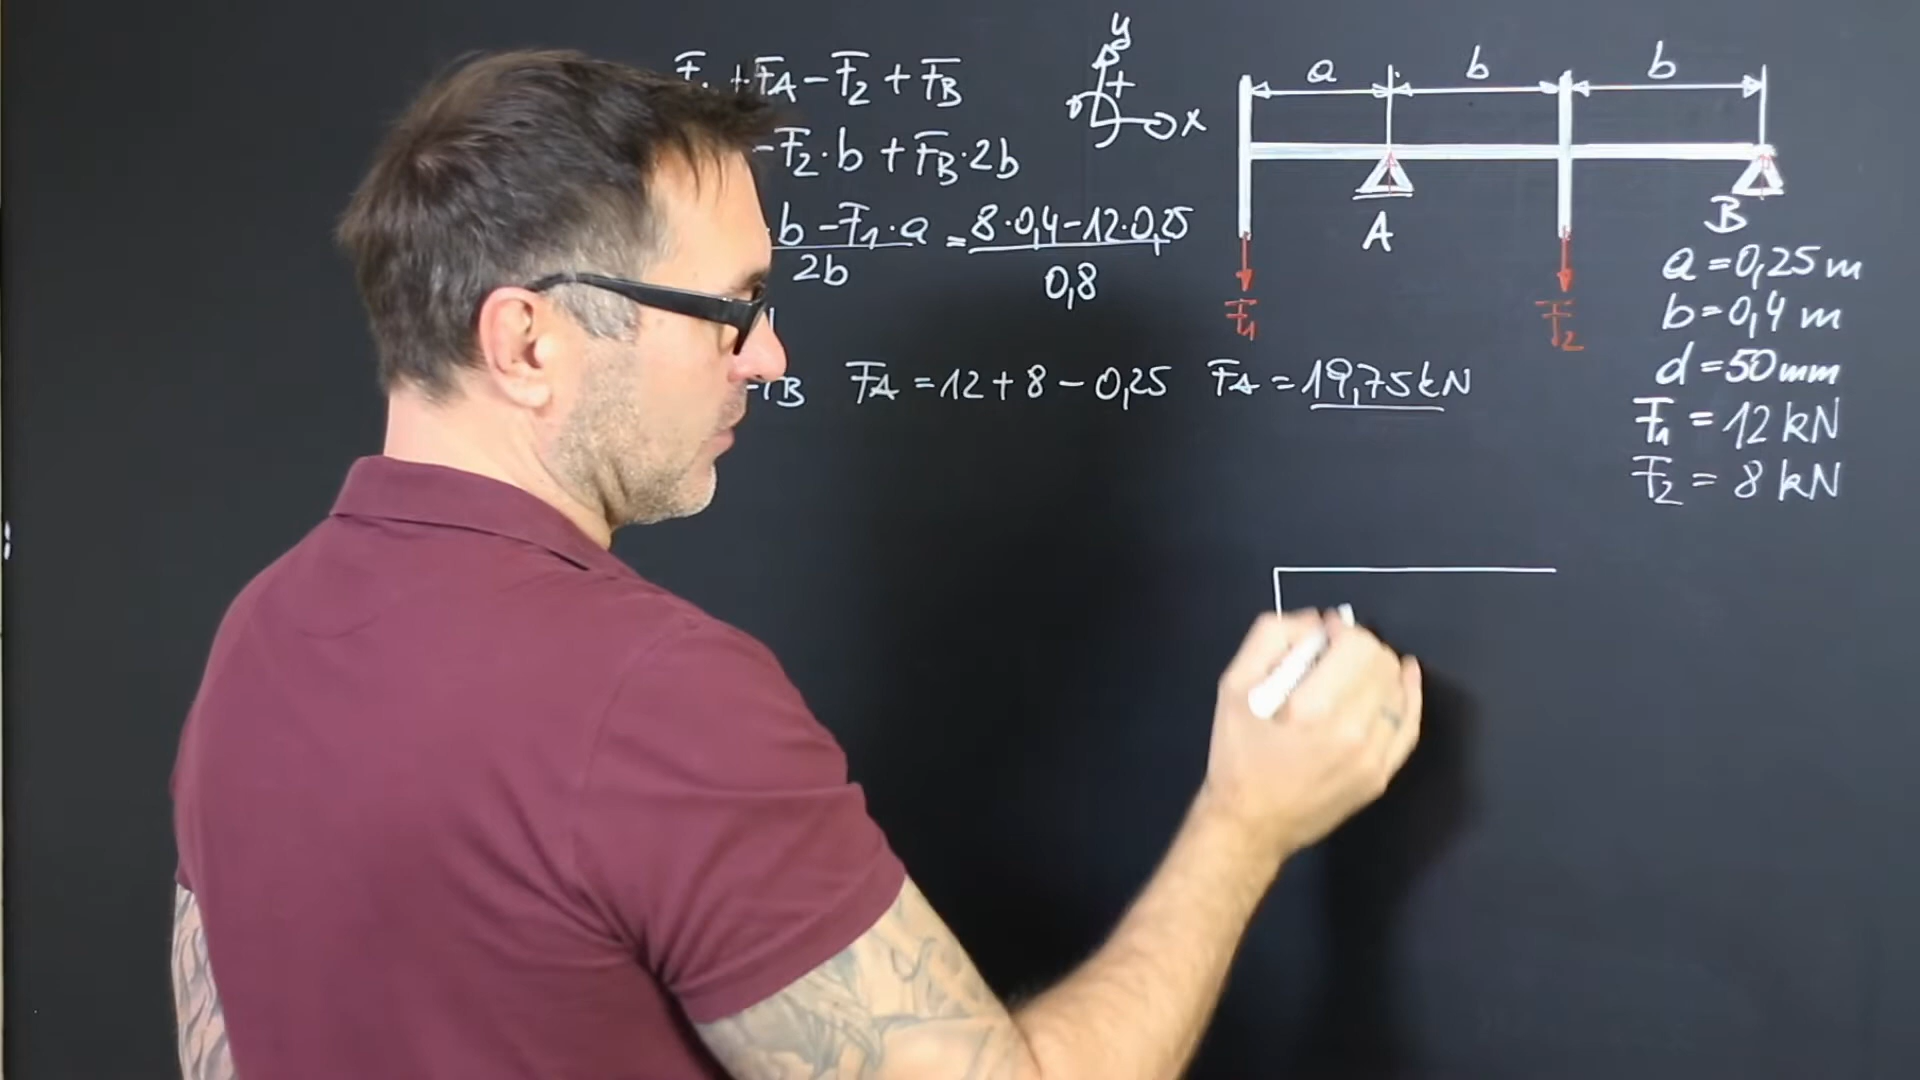 + FA - F2 + FB
- F2 · b + FB · 2b
· b - F1 · a / 2b = 8 · 0,4 - 12 · 0,25 / 0,8
FB FA = 12 + 8 - 0,25 FA = 19,75 kN
y
+
x
a b b
A
B
F1 F2
a = 0,25 m
b = 0,4 m
d = 50 mm
F1 = 12 kN
F2 = 8 kN